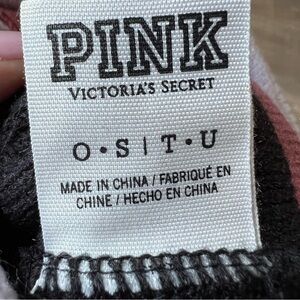 PINK
VICTORIA'S SECRET
O • S | T • U
MADE IN CHINA / FABRIQUÉ EN
CHINE / HECHO EN CHINA